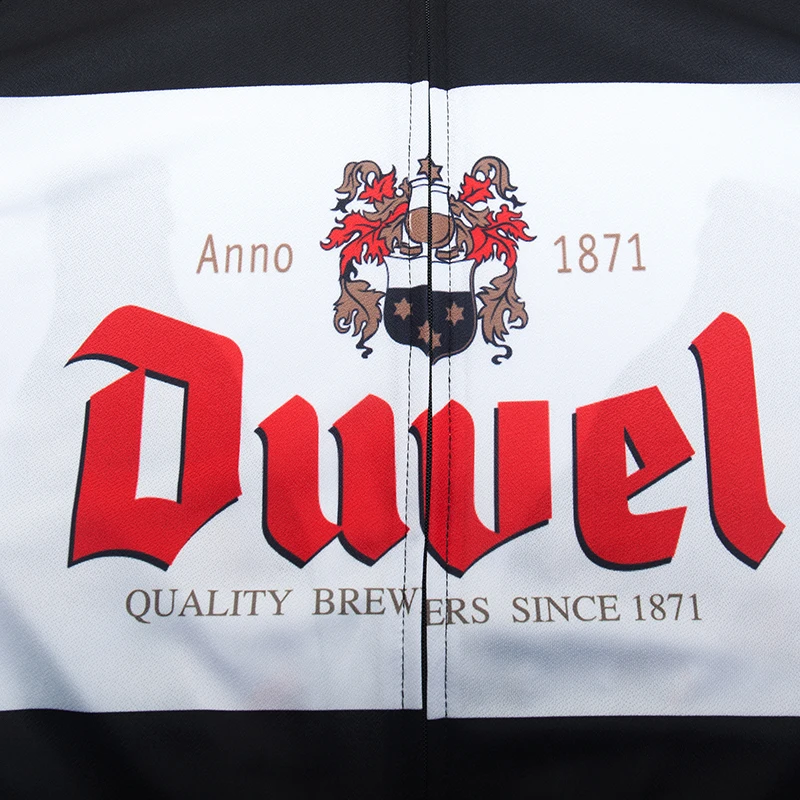 Anno 1871
Duvel
QUALITY BREWERS SINCE 1871